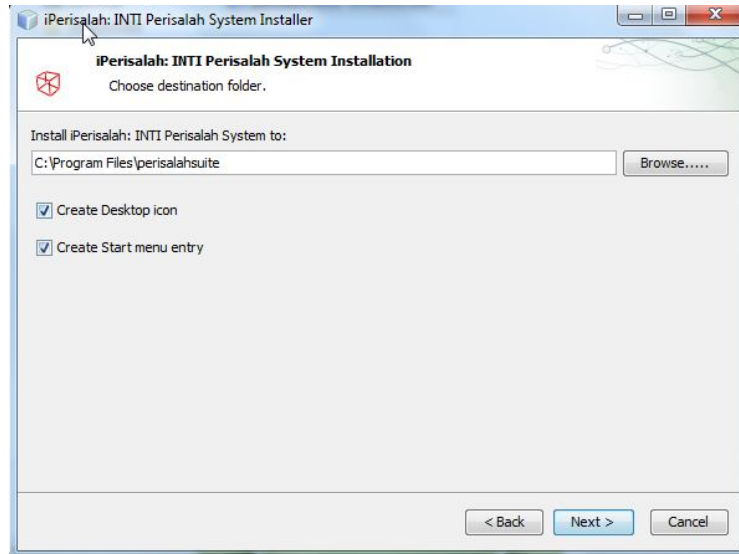 iPerisalah: INTI Perisalah System Installer
iPerisalah: INTI Perisalah System Installation
Choose destination folder.
Install iPerisalah: INTI Perisalah System to:
C:\Program Files\perisalahsuite
Browse.....
Create Desktop icon
Create Start menu entry
< Back
Next >
Cancel